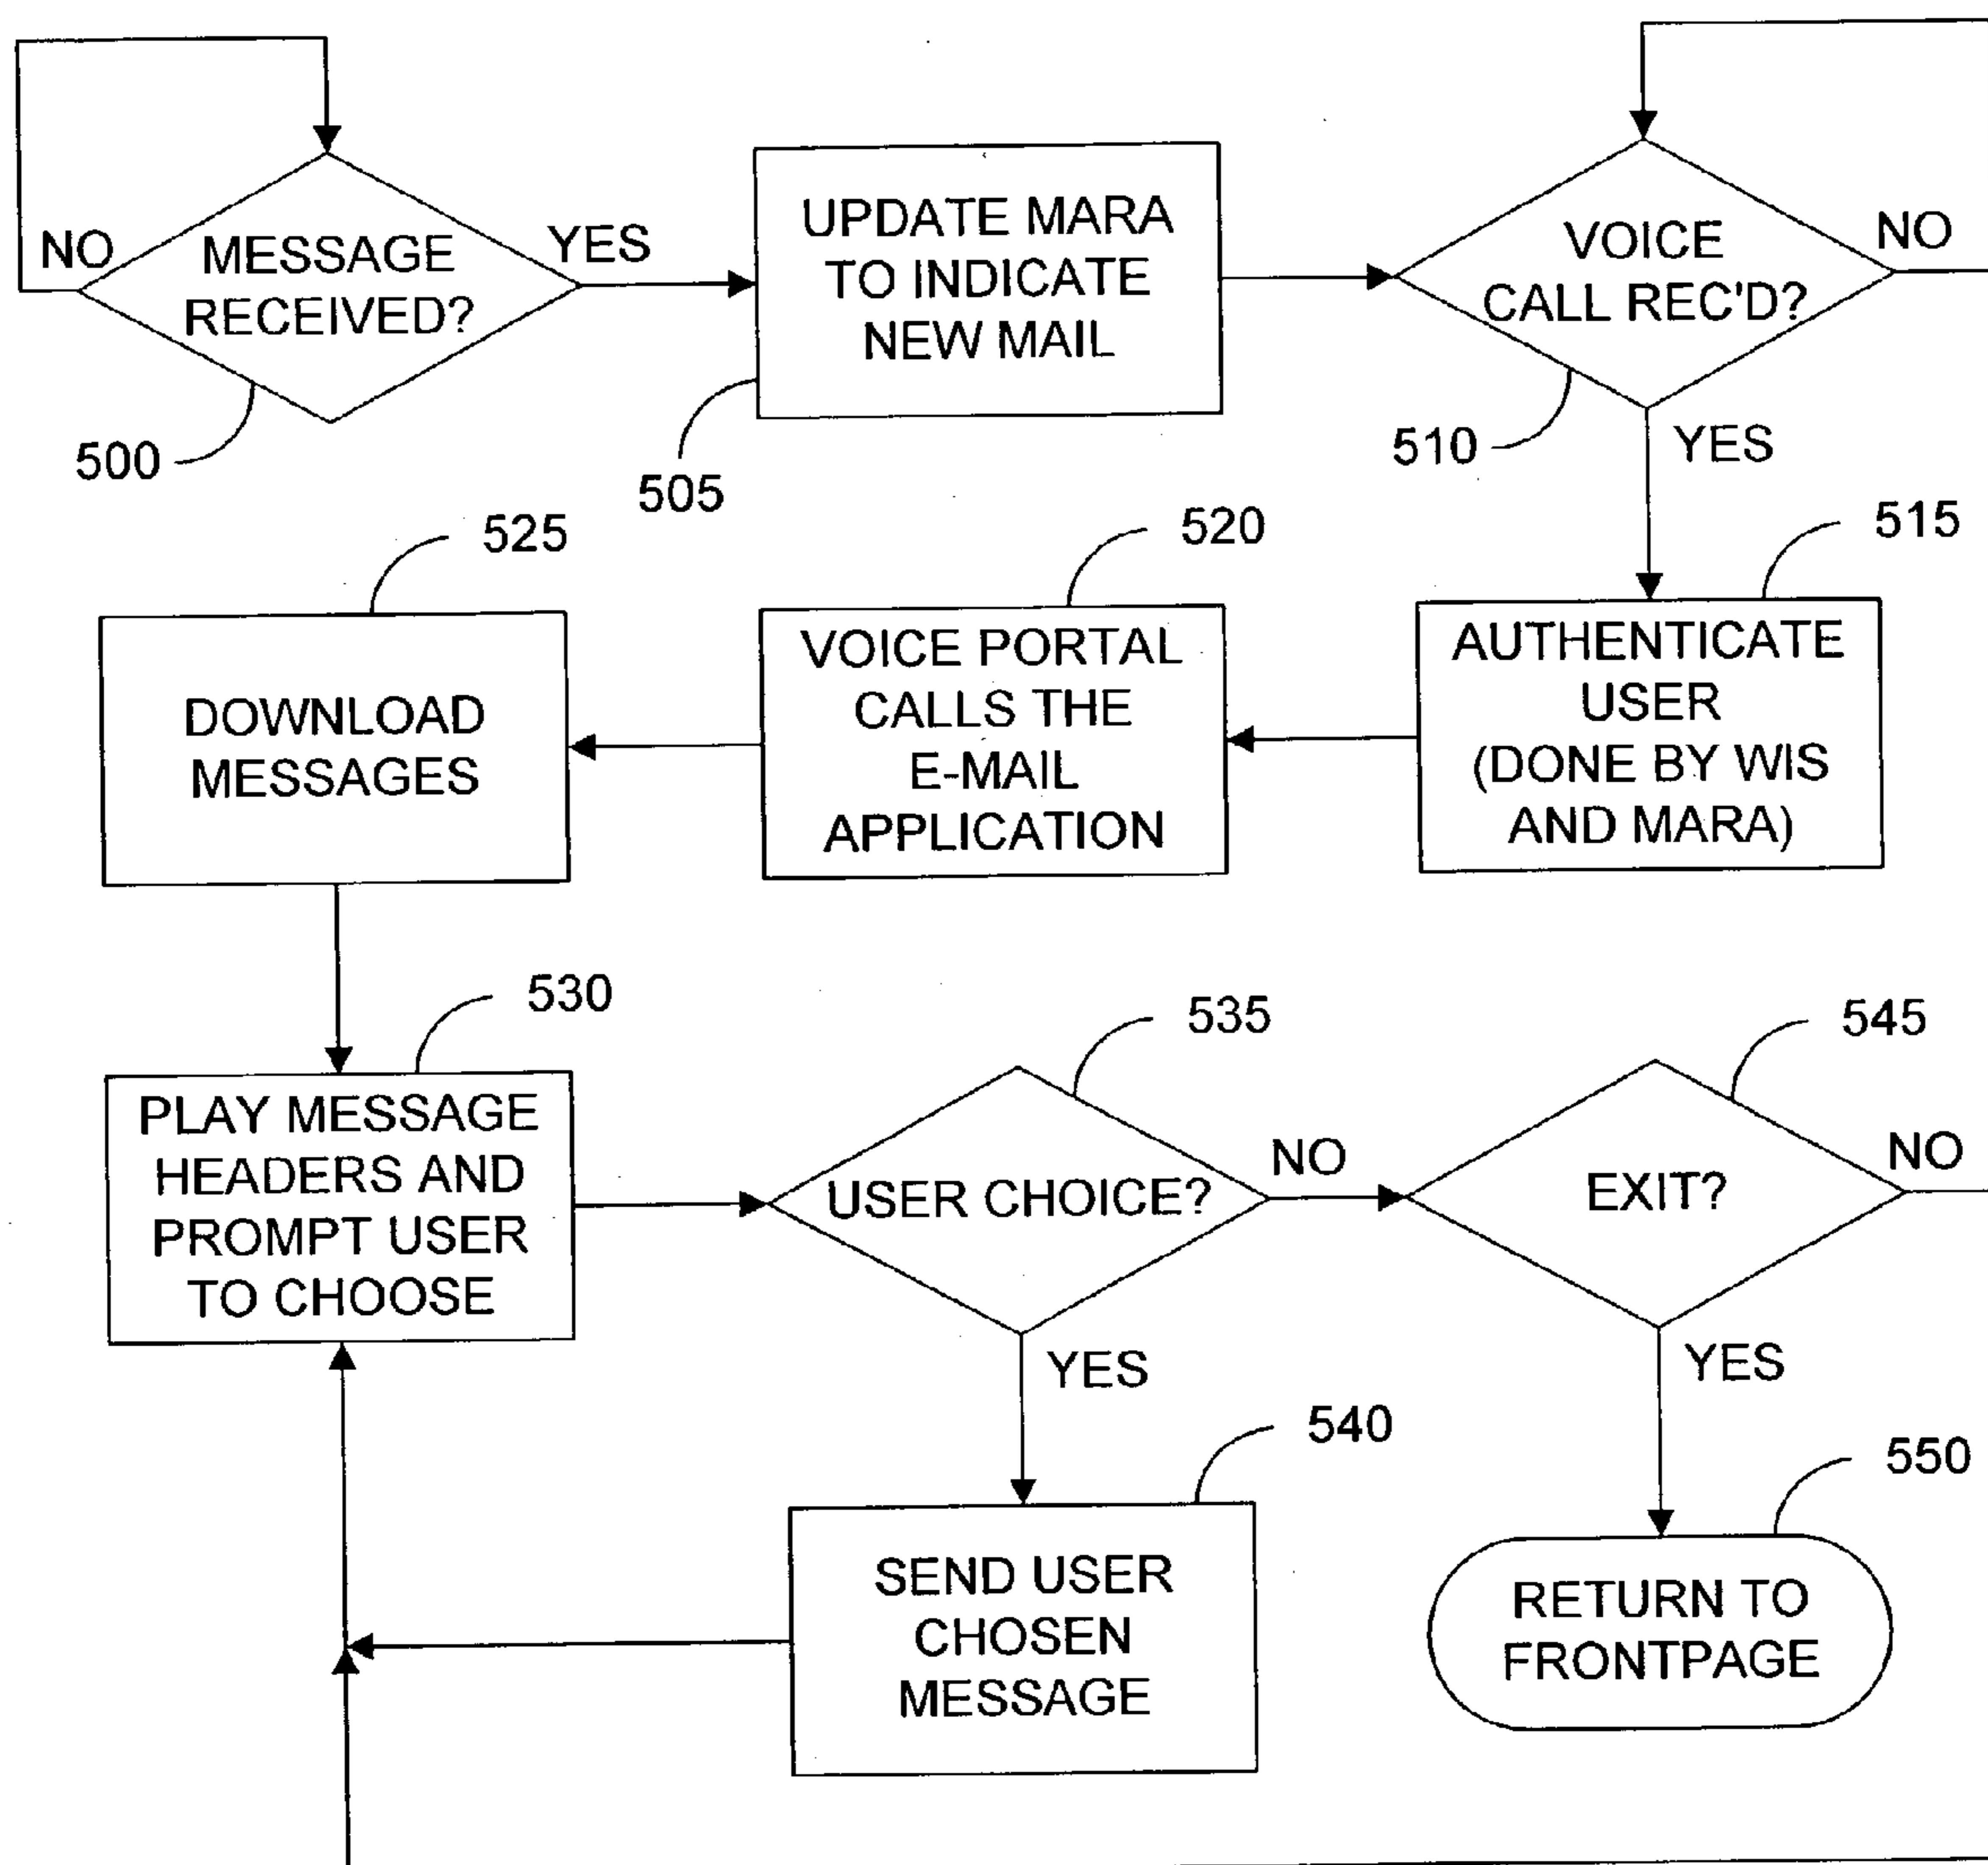 NO
MESSAGE
RECEIVED?
YES
500
UPDATE MARA
TO INDICATE
NEW MAIL
505
VOICE
CALL REC'D?
NO
510
YES
515
AUTHENTICATE
USER
(DONE BY WIS
AND MARA)
520
VOICE PORTAL
CALLS THE
E-MAIL
APPLICATION
525
DOWNLOAD
MESSAGES
530
PLAY MESSAGE
HEADERS AND
PROMPT USER
TO CHOOSE
535
USER CHOICE?
NO
YES
545
EXIT?
NO
YES
540
SEND USER
CHOSEN
MESSAGE
550
RETURN TO
FRONTPAGE